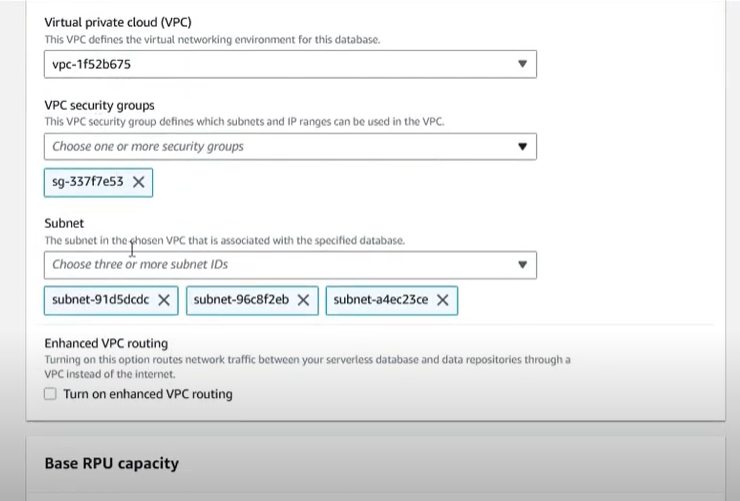 Virtual private cloud (VPC)
This VPC defines the virtual networking environment for this database.
vpc-1f52b675
VPC security groups
This VPC security group defines which subnets and IP ranges can be used in the VPC.
Choose one or more security groups
sg-337f7e53
Subnet
The subnet in the chosen VPC that is associated with the specified database.
Choose three or more subnet IDs
subnet-91d5dcdc subnet-96c8f2eb subnet-a4ec23ce
Enhanced VPC routing
Turning on this option routes network traffic between your serverless database and data repositories through a
VPC instead of the internet.
Turn on enhanced VPC routing
Base RPU capacity